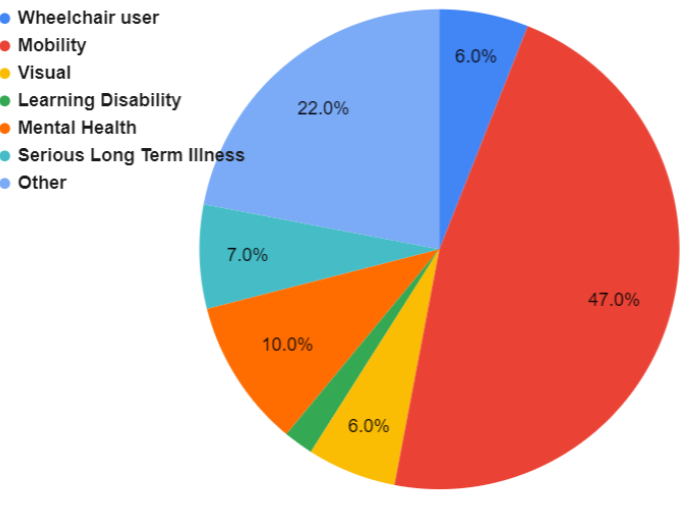 Wheelchair user
Mobility
Visual
Learning Disability
Mental Health
Serious Long Term Illness
Other
6.0%
47.0%
6.0%
10.0%
7.0%
22.0%